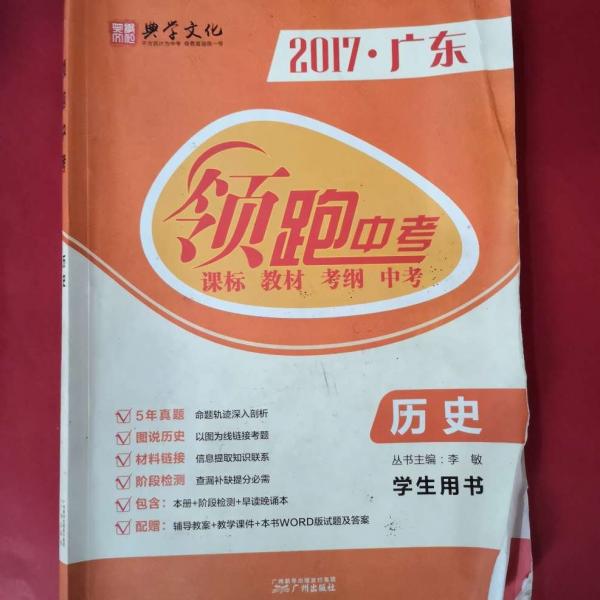 典学文化
2017·广东
领跑中考
课标 教材 考纲 中考
历史
丛书主编：李 敏
学生用书
5年真题 命题轨迹深入剖析
图说历史 以图为线链接考题
材料链接 信息提取知识联系
阶段检测 查漏补缺提分必需
包含： 本册+阶段检测+早读晚诵本
配赠： 辅导教案+教学课件+本书WORD版试题及答案
广州出版社
历史